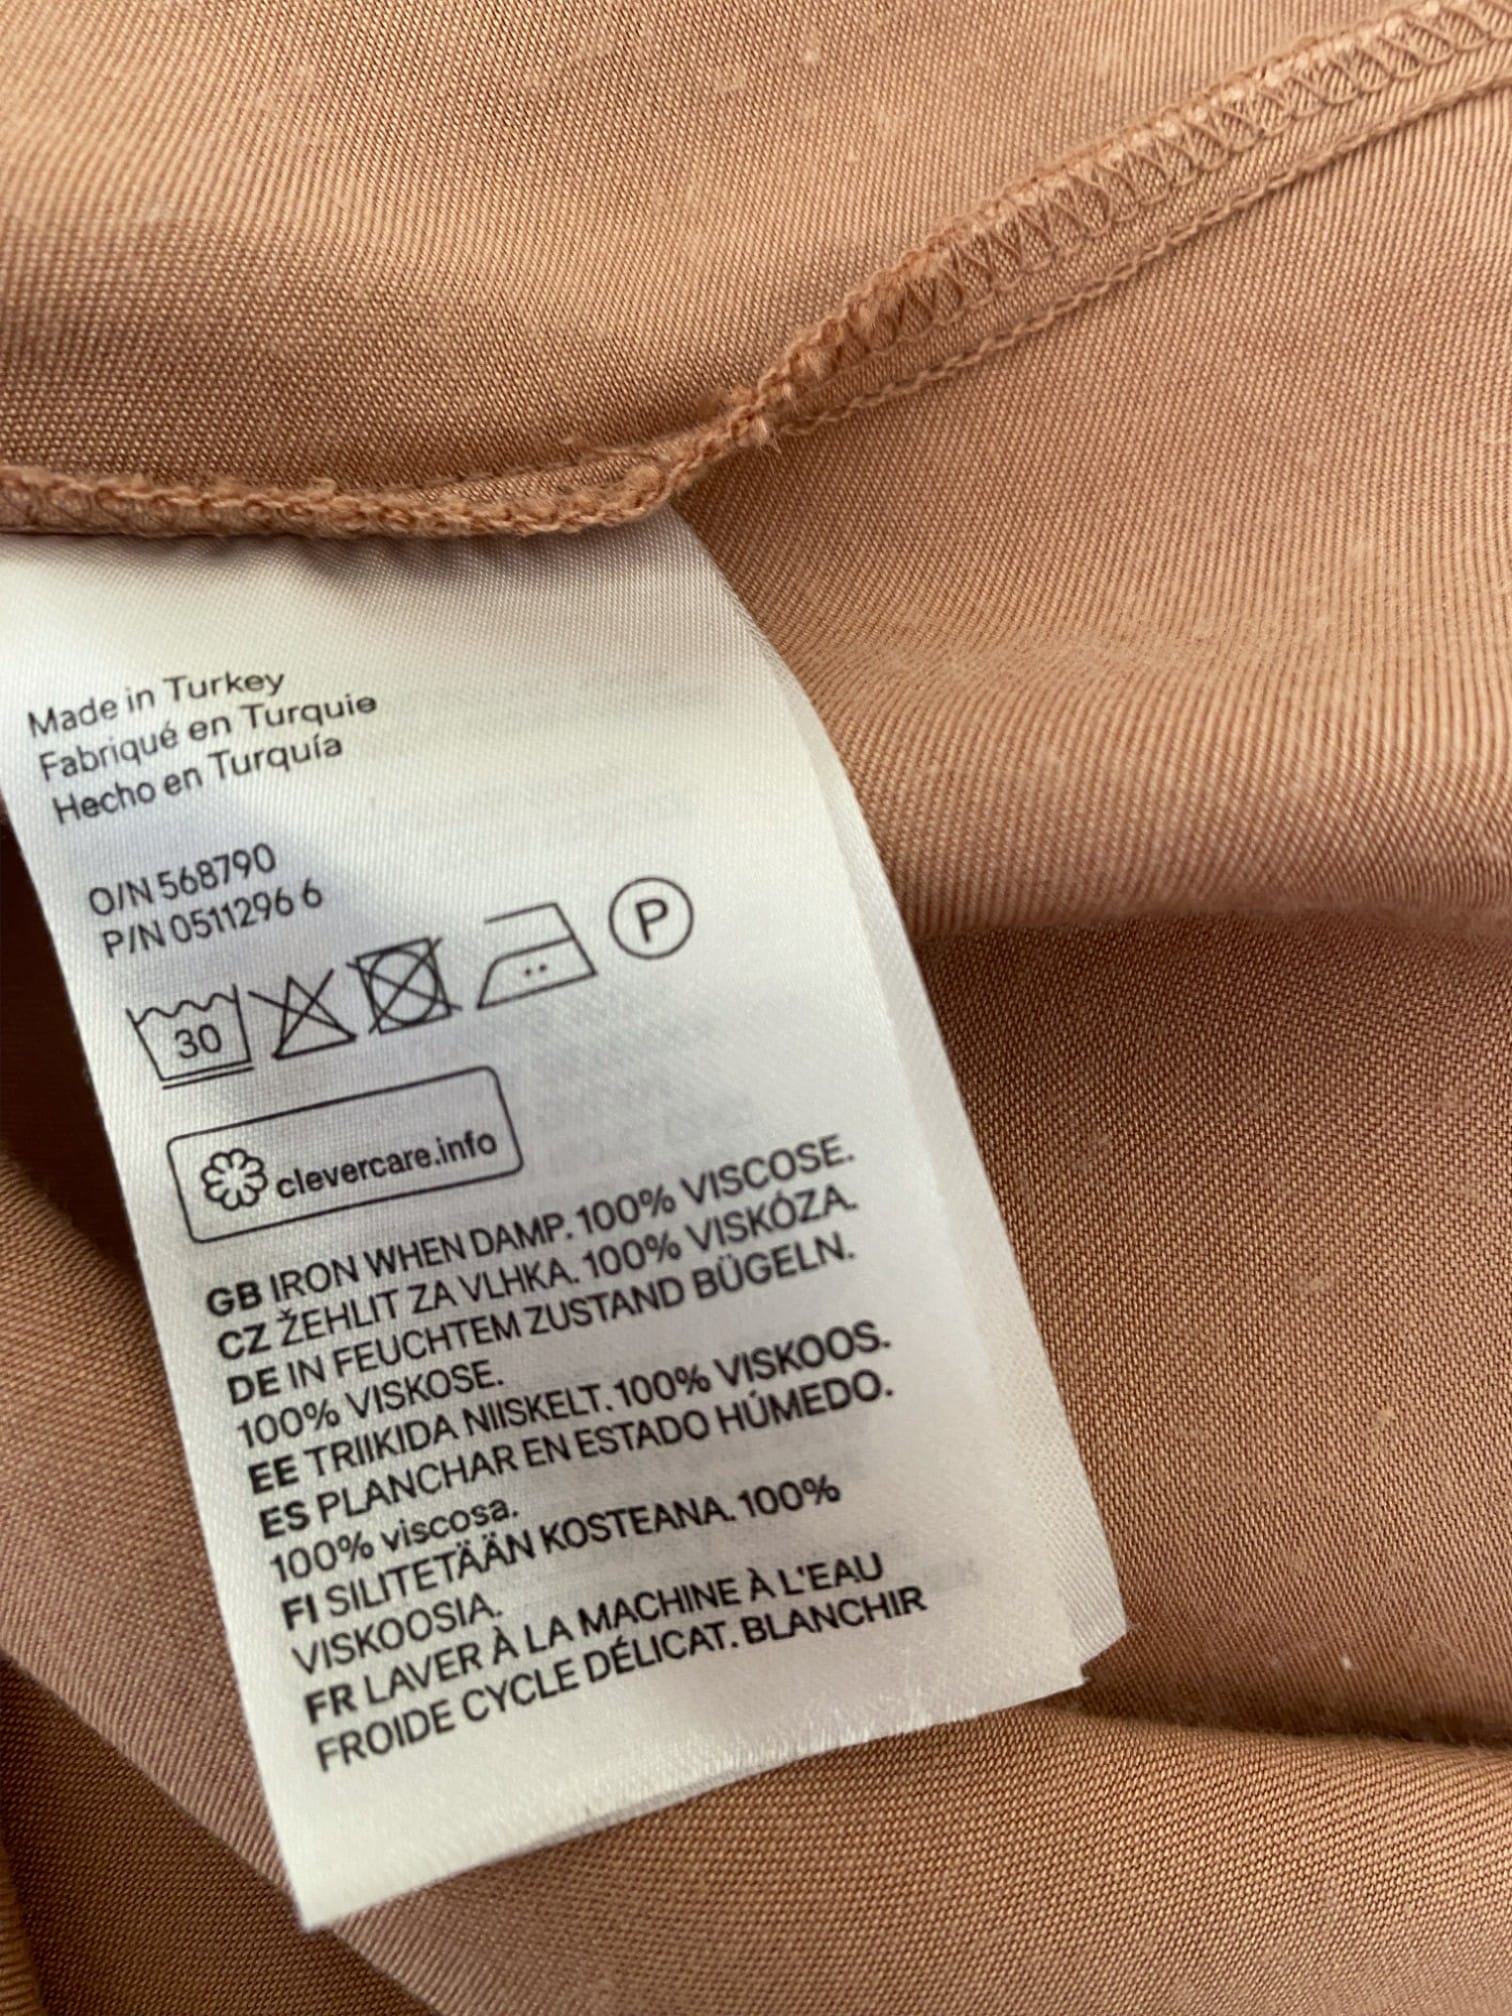 Made in Turkey
Fabriqué en Turquie
Hecho en Turquía
O/N 568790
P/N 0511296 6
30
P
clevercare.info
GB IRON WHEN DAMP. 100% VISCOSE.
CZ ŽEHLIT ZA VLHKA. 100% VISKÓZA.
DE IN FEUCHTEM ZUSTAND BÜGELN.
100% VISKOSE.
EE TRIIKIDA NIISKELT. 100% VISKOOS.
ES PLANCHAR EN ESTADO HÚMEDO.
100% viscosa.
FI SILITETÄÄN KOSTEANA. 100%
VISKOOSIA.
FR LAVER À LA MACHINE À L'EAU
FROIDE CYCLE DÉLICAT. BLANCHIR